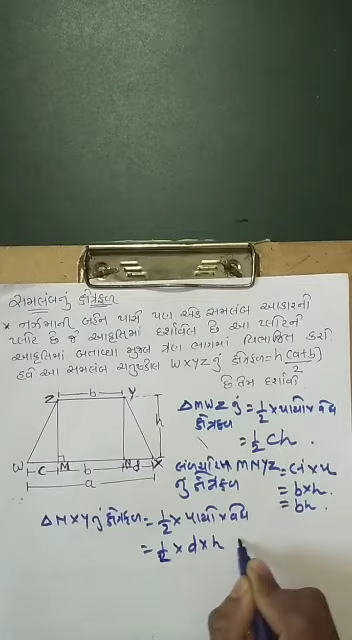 સમલંબનું ક્ષેત્રફળ
* નઝમાની બહેન પાસે પણ એક સમલંબ આકારની
પ્લોટ છે જે આકૃતિમાં દર્શાવેલ છે આ પ્લોટને
આકૃતિમાં બતાવ્યા મુજબ ત્રણ ભાગમાં વિભાજિત કરો
હવે આ સમલંબ ચતુષ્કોણ WXYZ નું ક્ષેત્રફળ = h (a+b)/2
છે તેમ દર્શાવો
Z b Y
h
W c M b N d X
a
ΔMWZ નું ક્ષેત્રફળ = 1/2 × પાયો × વેધ
= 1/2 ch .
લંબચોરસ MNYZ નું ક્ષેત્રફળ = લં × પ
= b×h.
= bh.
ΔNXY નું ક્ષેત્રફળ = 1/2 × પાયો × વેધ
= 1/2 × d × h